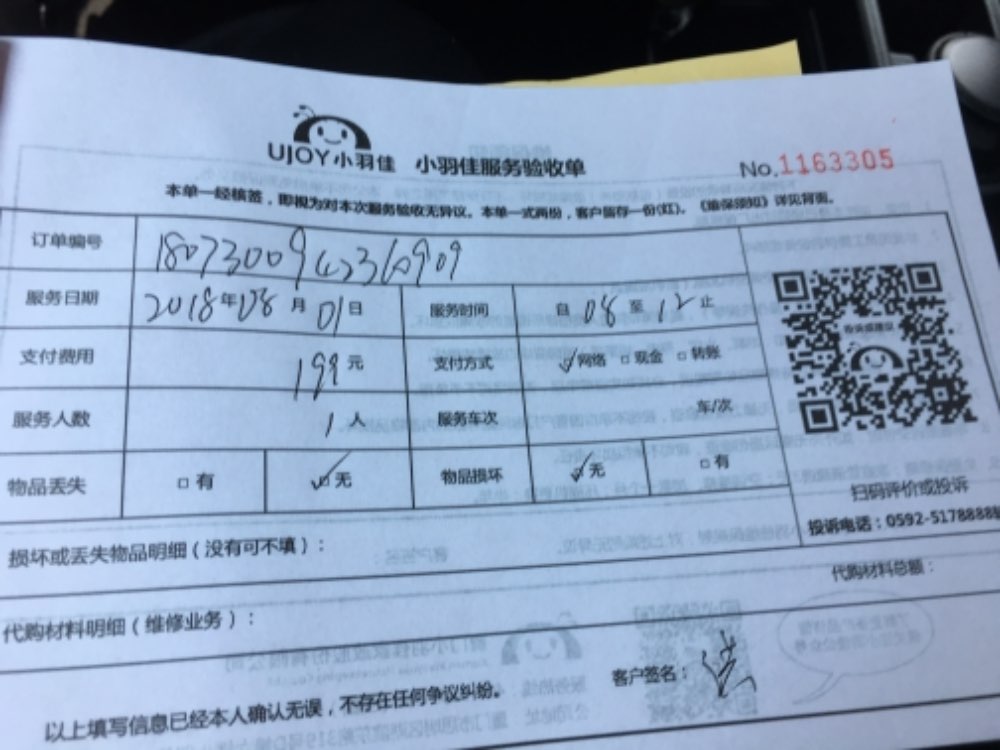 UJOY小羽佳 小羽佳服务验收单 No.1163305
本单一经核签，即视为对本次服务验收无异议。本单一式两份，客户留存一份(红)。《维保须知》详见背面。
订单编号
服务日期 2018年08月01日 服务时间 自08至12止
支付费用 199元 支付方式 ☑网络 □现金 □转账
服务人数 1人 服务车次 车/次
物品丢失 □有 ☑无 物品损坏 ☑无 □有
扫码评价或投诉
投诉电话：0592-5178888
损坏或丢失物品明细（没有可不填）：
代购材料总额：
代购材料明细（维修业务）：
客户签名：
以上填写信息已经本人确认无误，不存在任何争议纠纷。